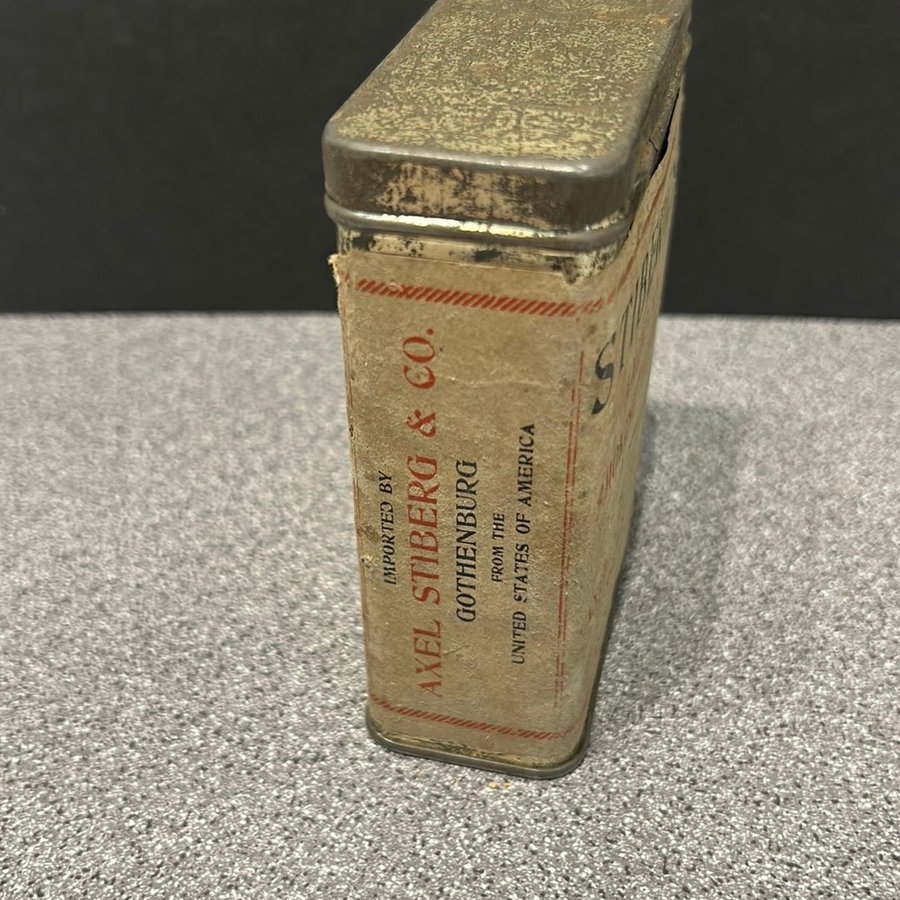 IMPORTED BY
AXEL STIBERG & CO.
GOTHENBURG
FROM THE
UNITED STATES OF AMERICA